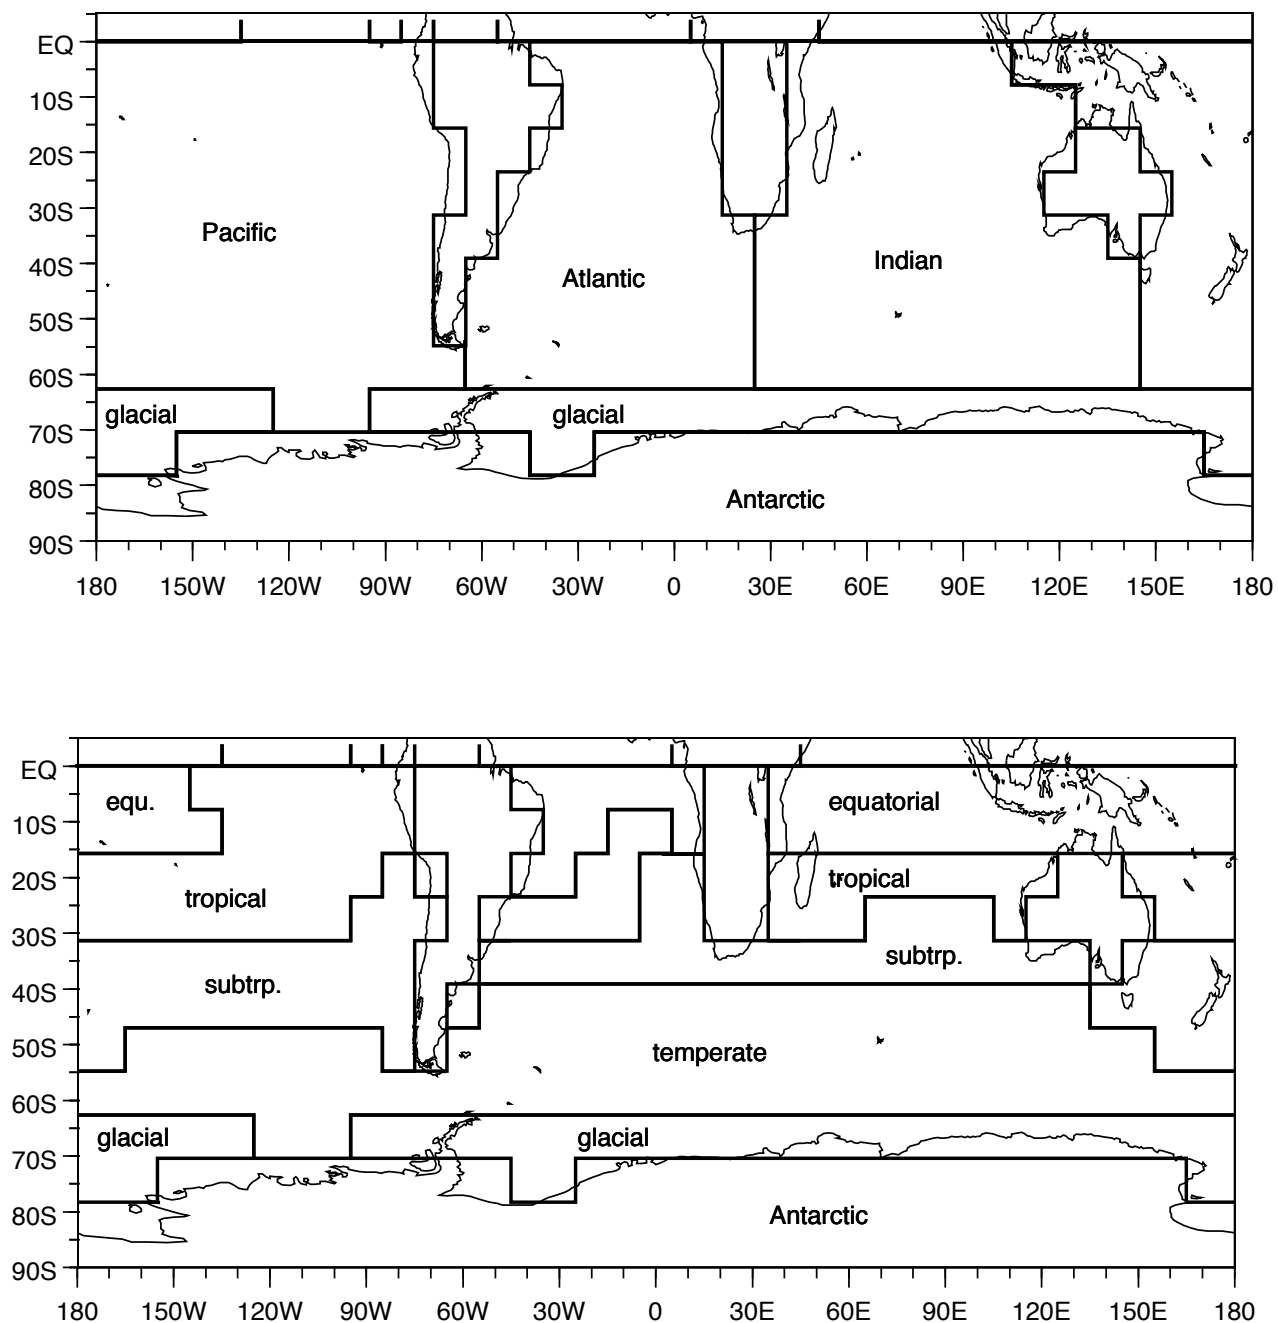 EQ
10S
20S
30S
Pacific
Indian
Atlantic
40S
50S
60S
glacial
glacial
70S
80S
Antarctic
90S
180 150W 120W 90W 60W 30W 0 30E 60E 90E 120E 150E 180
EQ
equ.
equatorial
10S
20S
tropical
tropical
30S
subtrp.
subtrp.
40S
50S
temperate
60S
glacial
glacial
70S
80S
Antarctic
90S
180 150W 120W 90W 60W 30W 0 30E 60E 90E 120E 150E 180